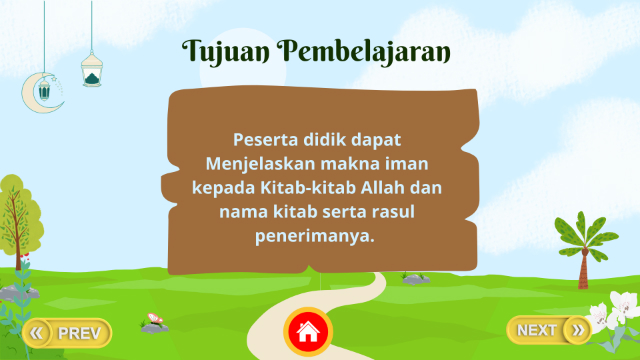 Tujuan Pembelajaran
Peserta didik dapat
Menjelaskan makna iman
kepada Kitab-kitab Allah dan
nama kitab serta rasul
penerimanya.
PREV
NEXT